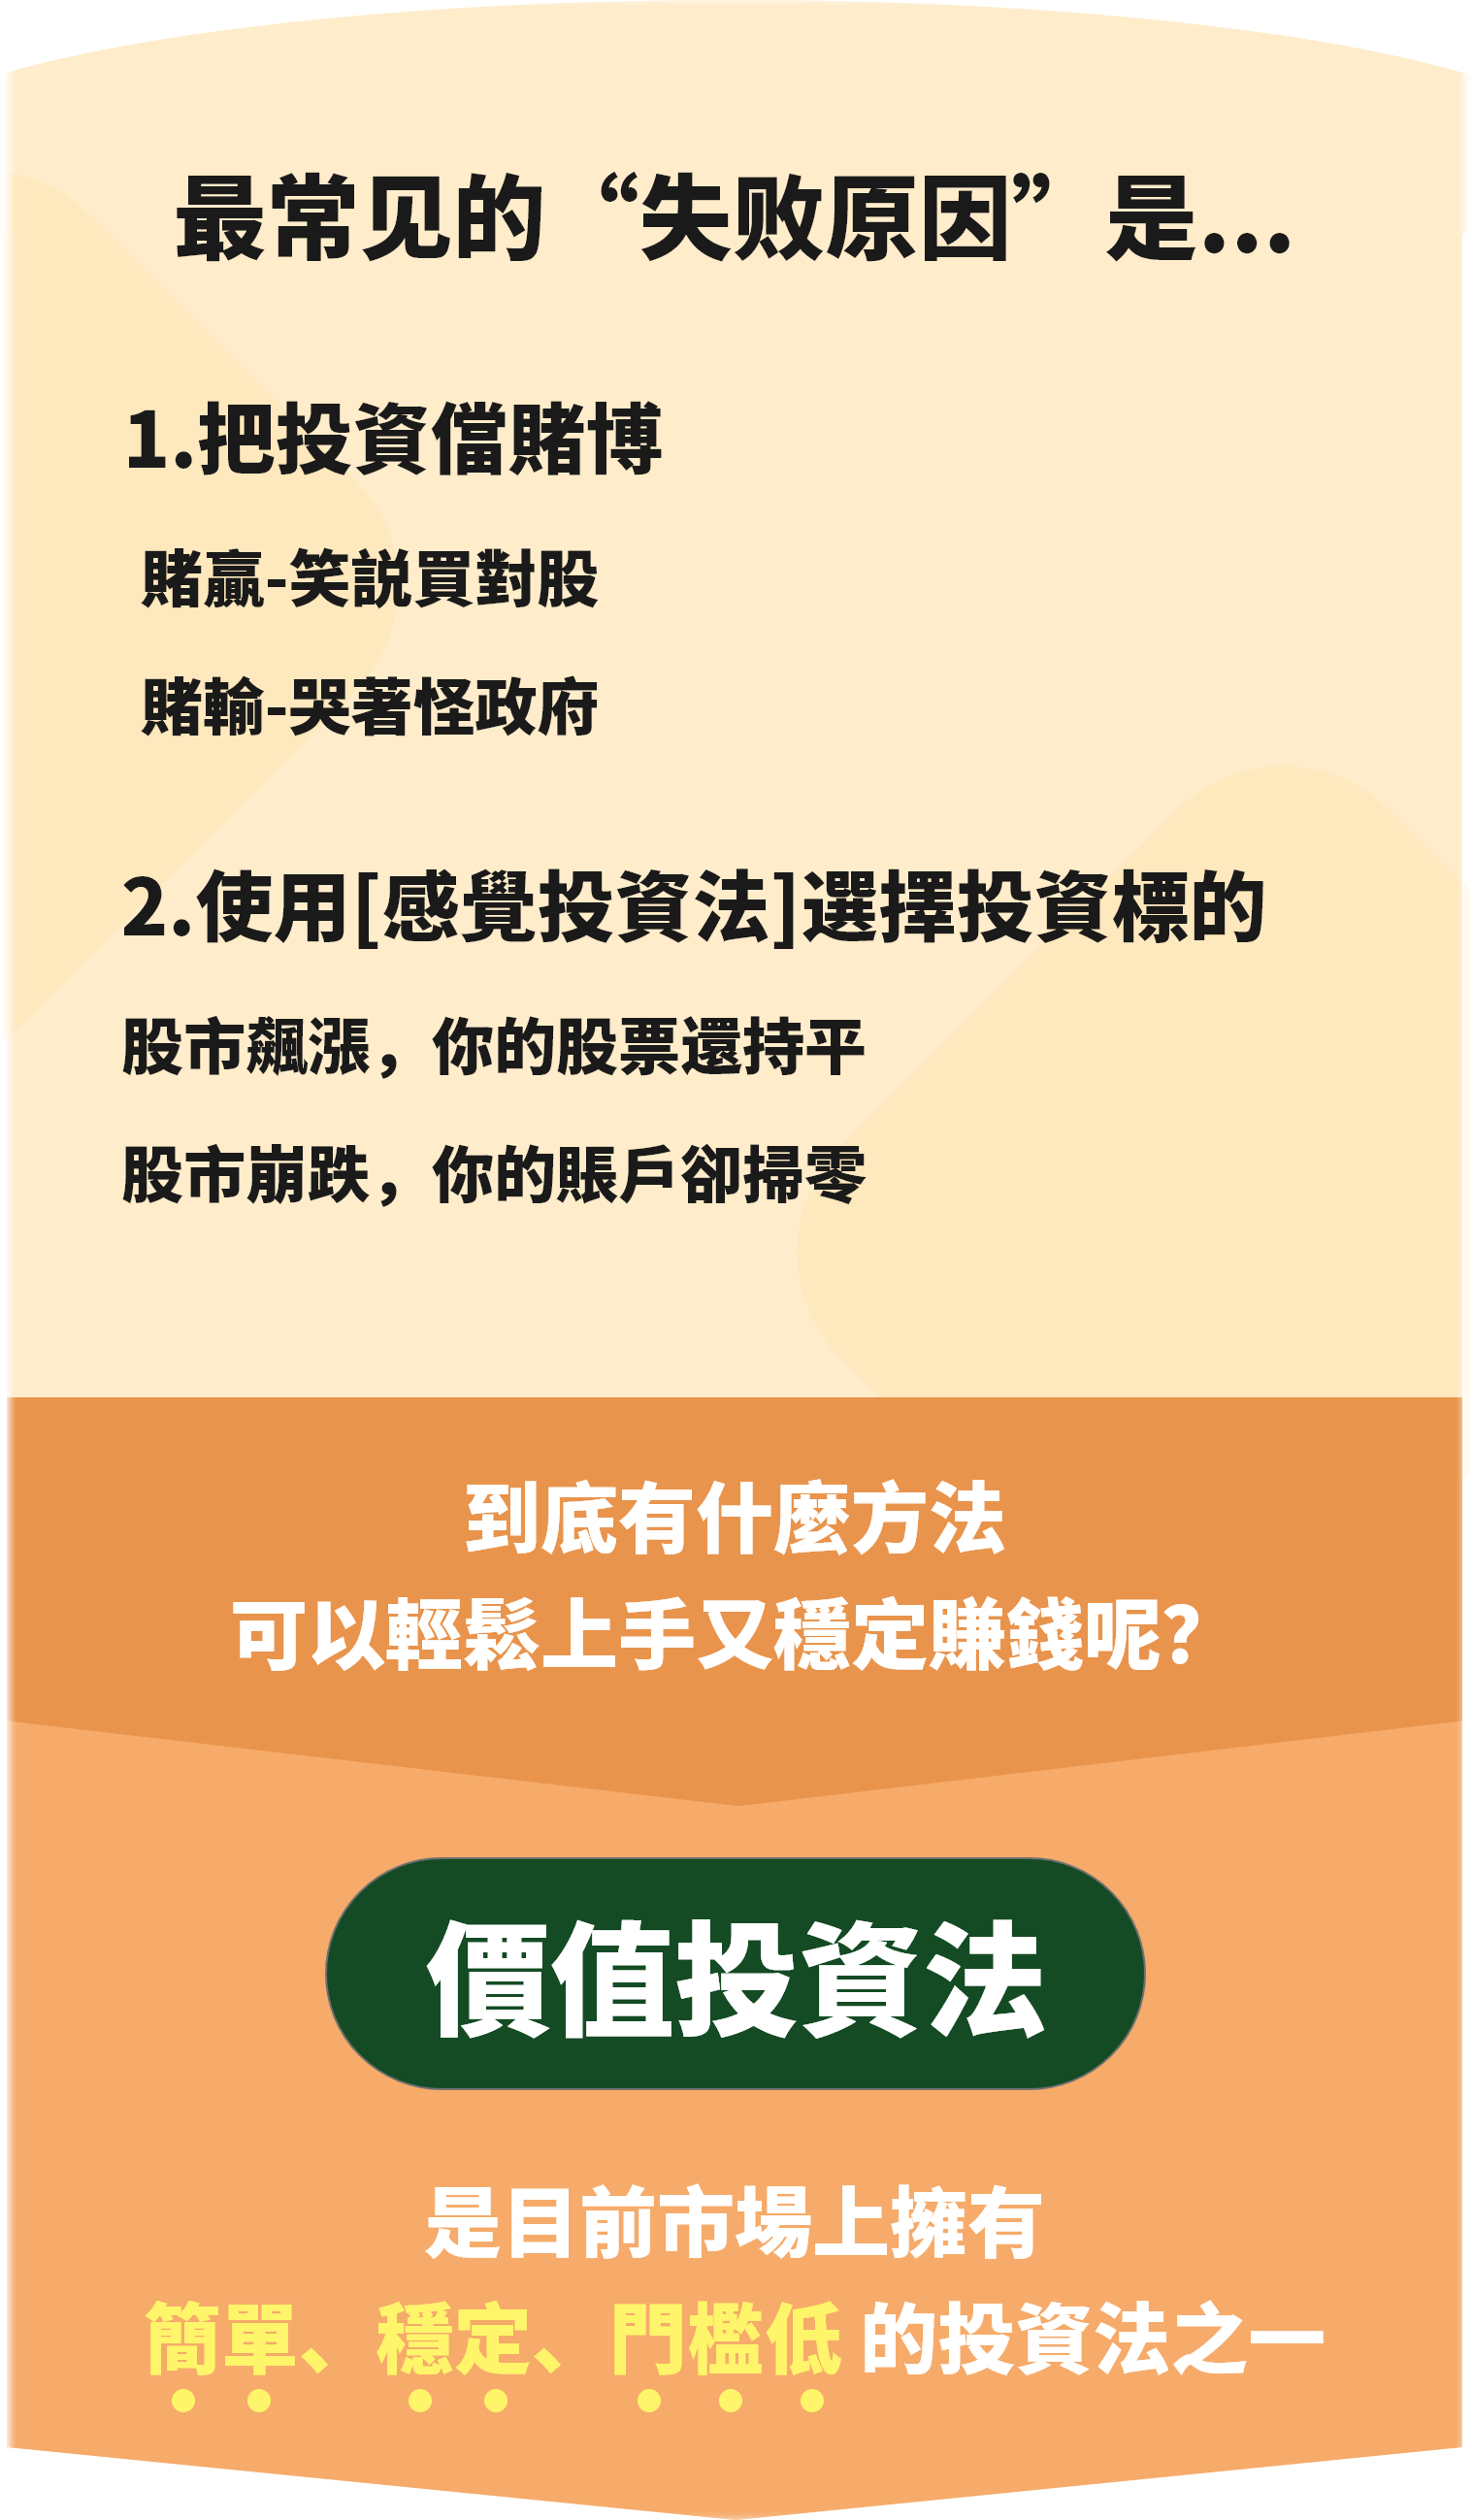 最常见的“失败原因”是...
1.把投資儅賭博
賭贏-笑説買對股
賭輸-哭著怪政府
2.使用[感覺投資法]選擇投資標的
股市飆漲，你的股票還持平
股市崩跌，你的賬戶卻掃零
到底有什麼方法
可以輕鬆上手又穩定賺錢呢？
價值投資法
是目前市場上擁有
簡單、穩定、門檻低 的投資法之一